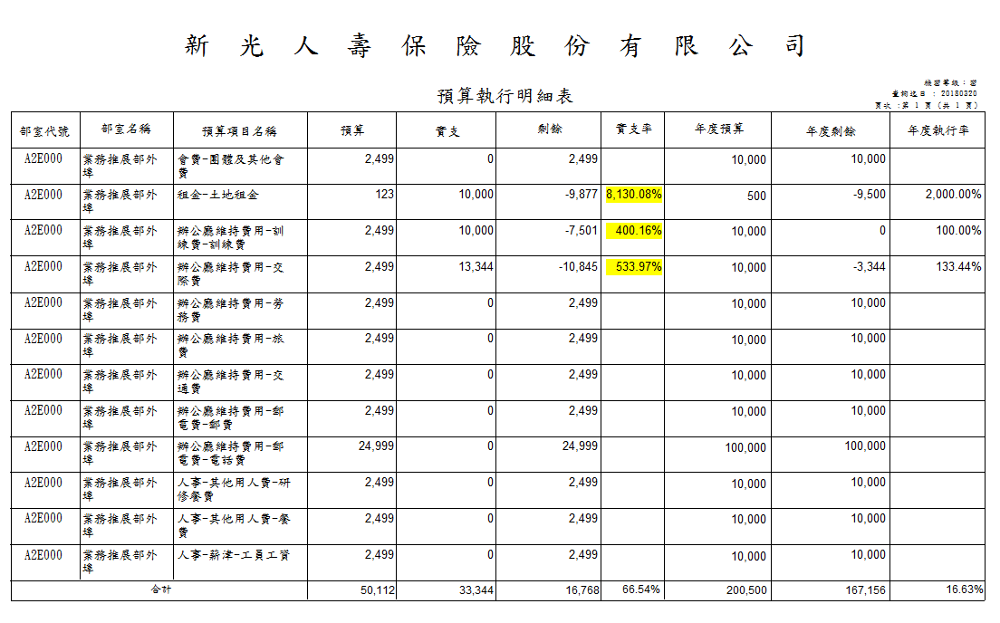 新光人壽保險股份有限公司
預算執行明細表
機密等級：密
查詢迄日 : 20180320
頁次 :第 1 頁 (共 1 頁)
部室代號 部室名稱 預算項目名稱 預算 實支 剩餘 實支率 年度預算 年度剩餘 年度執行率
A2E000 業務推展部外 會費-團體及其他會 2,499 0 2,499 10,000 10,000
埠 費
A2E000 業務推展部外 租金-土地租金 123 10,000 -9,877 8,130.08% 500 -9,500 2,000.00%
埠
A2E000 業務推展部外 辦公廳維持費用-訓 2,499 10,000 -7,501 400.16% 10,000 0 100.00%
埠 練費-訓練費
A2E000 業務推展部外 辦公廳維持費用-交 2,499 13,344 -10,845 533.97% 10,000 -3,344 133.44%
埠 際費
A2E000 業務推展部外 辦公廳維持費用-勞 2,499 0 2,499 10,000 10,000
埠 務費
A2E000 業務推展部外 辦公廳維持費用-旅 2,499 0 2,499 10,000 10,000
埠 費
A2E000 業務推展部外 辦公廳維持費用-交 2,499 0 2,499 10,000 10,000
埠 通費
A2E000 業務推展部外 辦公廳維持費用-郵 2,499 0 2,499 10,000 10,000
埠 電費-郵費
A2E000 業務推展部外 辦公廳維持費用-郵 24,999 0 24,999 100,000 100,000
埠 電費-電話費
A2E000 業務推展部外 人事-其他用人費-研 2,499 0 2,499 10,000 10,000
埠 修餐費
A2E000 業務推展部外 人事-其他用人費-餐 2,499 0 2,499 10,000 10,000
埠 費
A2E000 業務推展部外 人事-薪津-工員工資 2,499 0 2,499 10,000 10,000
埠
合計 50,112 33,344 16,768 66.54% 200,500 167,156 16.63%